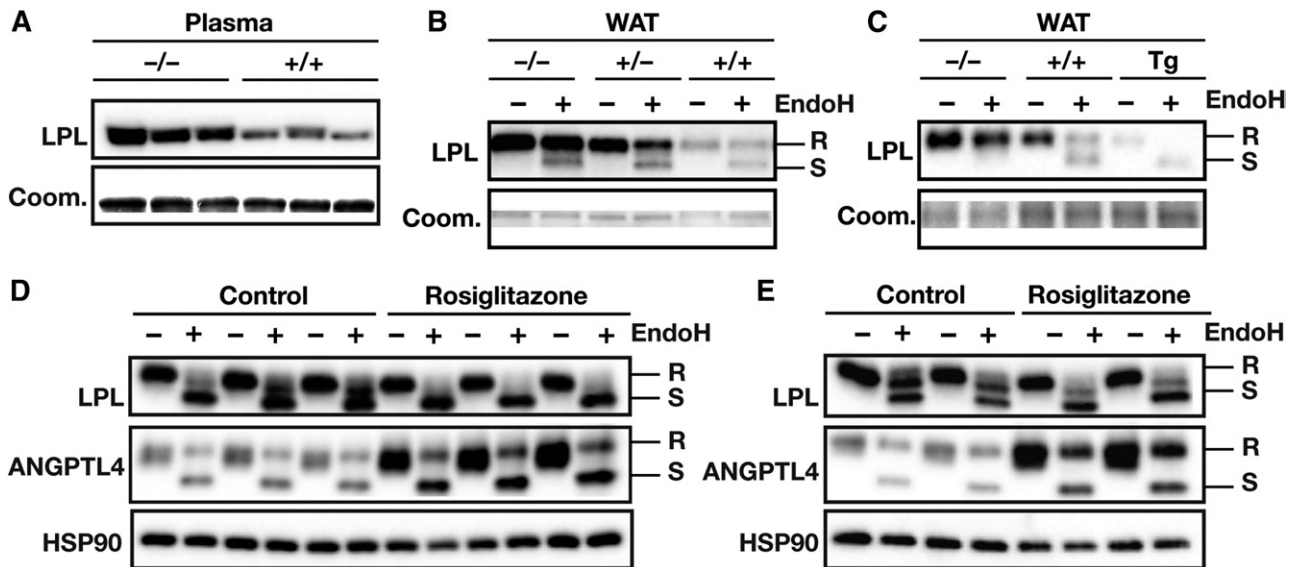 A
Plasma
–/– +/+
LPL
Coom.
B
WAT
–/– +/– +/+
– + – + – + EndoH
LPL
R
S
Coom.
C
WAT
–/– +/+ Tg
– + – + – + EndoH
LPL
R
S
Coom.
D
Control Rosiglitazone
– + – + – + – + – + – + EndoH
LPL
R
S
ANGPTL4
R
S
HSP90
E
Control Rosiglitazone
– + – + – + – + EndoH
LPL
R
S
ANGPTL4
R
S
HSP90